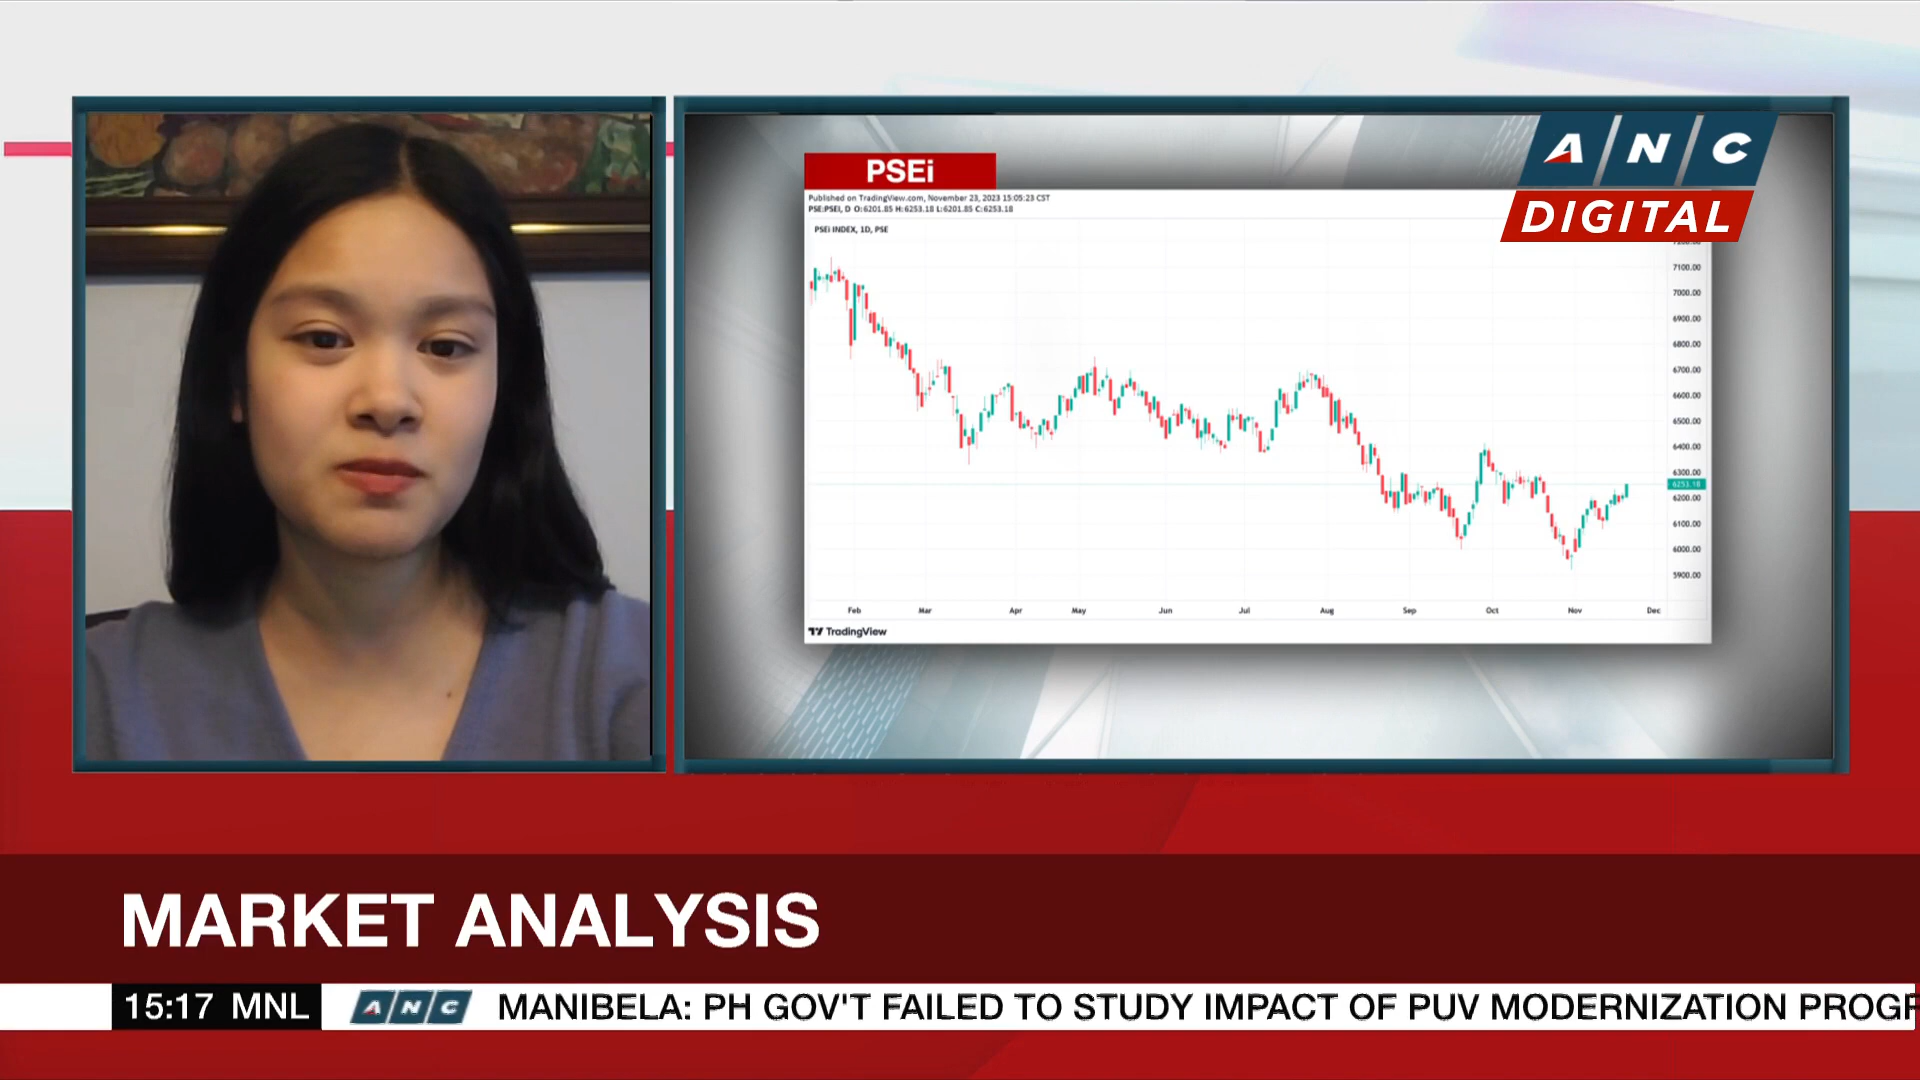 ANC
DIGITAL
PSEi
Published on TradingView.com, November 23, 2023 15:05:23 CST
PSE:PSEI, D O:6201.85 H:6253.18 L:6201.85 C:6253.18
PSEi INDEX, 1D, PSE
7200.00
7100.00
7000.00
6900.00
6800.00
6700.00
6600.00
6500.00
6400.00
6300.00
6253.18
6200.00
6100.00
6000.00
5900.00
Feb Mar Apr May Jun Jul Aug Sep Oct Nov Dec
TradingView
MARKET ANALYSIS
15:17 MNL ANC MANIBELA: PH GOV'T FAILED TO STUDY IMPACT OF PUV MODERNIZATION PROGR